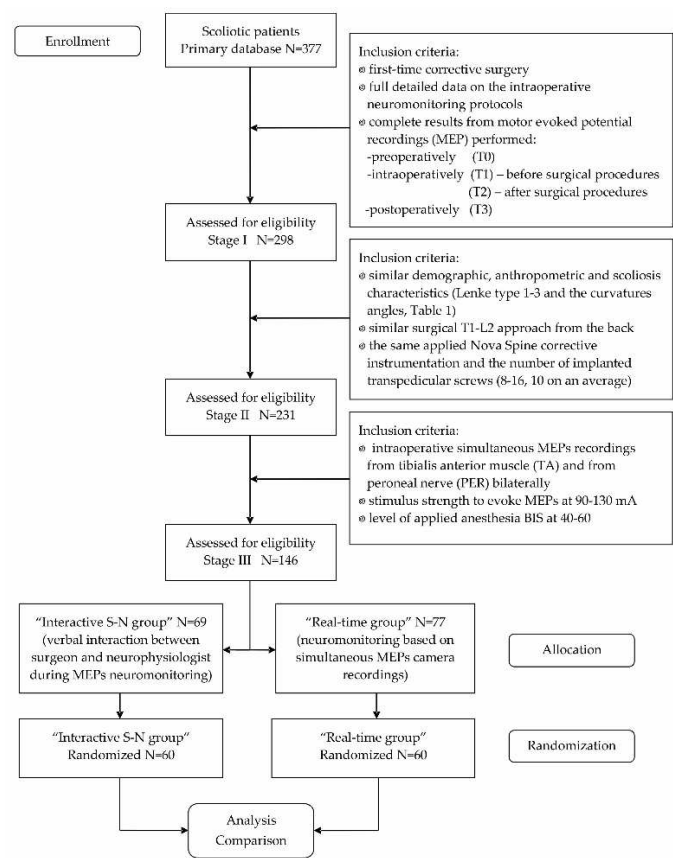 Enrollment
Scoliotic patients
Primary database N=377
Inclusion criteria:
๏ first-time corrective surgery
๏ full detailed data on the intraoperative
neuromonitoring protocols
๏ complete results from motor evoked potential
recordings (MEP) performed:
-preoperatively (T0)
-intraoperatively (T1) – before surgical procedures
(T2) – after surgical procedures
-postoperatively (T3)
Assessed for eligibility
Stage I N=298
Inclusion criteria:
๏ similar demographic, anthropometric and scoliosis
characteristics (Lenke type 1-3 and the curvatures
angles, Table 1)
๏ similar surgical T1-L2 approach from the back
๏ the same applied Nova Spine corrective
instrumentation and the number of implanted
transpedicular screws (8-16, 10 on an average)
Assessed for eligibility
Stage II N=231
Inclusion criteria:
๏ intraoperative simultaneous MEPs recordings
from tibialis anterior muscle (TA) and from
peroneal nerve (PER) bilaterally
๏ stimulus strength to evoke MEPs at 90-130 mA
๏ level of applied anesthesia BIS at 40-60
Assessed for eligibility
Stage III N=146
“Interactive S-N group” N=69
(verbal interaction between
surgeon and neurophysiologist
during MEPs neuromonitoring)
“Real-time group” N=77
(neuromonitoring based on
simultaneous MEPs camera
recordings)
Allocation
“Interactive S-N group”
Randomized N=60
“Real-time group”
Randomized N=60
Randomization
Analysis
Comparison